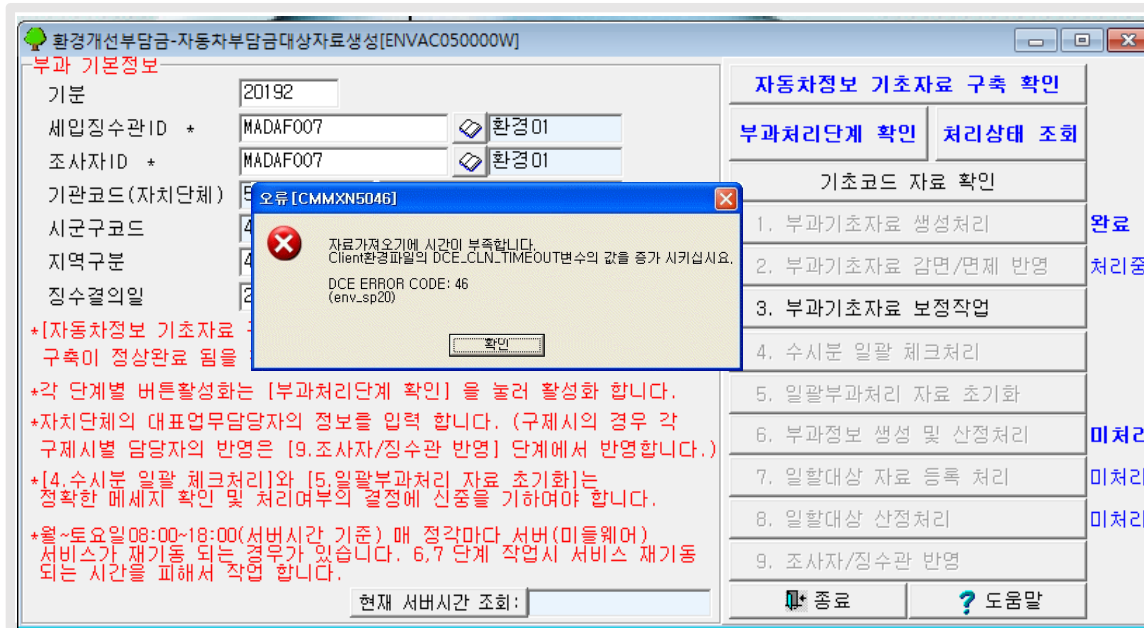 환경개선부담금-자동차부담금대상자료생성[ENVAC050000W]
부과 기본정보
기분 20192
세입징수관ID * MADAF007 환경01
조사자ID * MADAF007 환경01
기관코드(자치단체) 5
시군구코드 4
지역구분 4
징수결의일 2
*[자동차정보 기초자료
구축이 정상완료 됨을
*각 단계별 버튼활성화는 [부과처리단계 확인] 을 눌러 활성화 합니다.
*자치단체의 대표업무담당자의 정보를 입력 합니다. (구제시의 경우 각
구제시별 담당자의 반영은 [9.조사자/징수관 반영] 단계에서 반영합니다.)
*[4.수시분 일괄 체크처리]와 [5.일괄부과처리 자료 초기화]는
정확한 메세지 확인 및 처리여부의 결정에 신중을 기하여야 합니다.
*월~토요일08:00~18:00(서버시간 기준) 매 정각마다 서버(미들웨어)
서비스가 재기동 되는 경우가 있습니다. 6,7 단계 작업시 서비스 재기동
되는 시간을 피해서 작업 합니다.
현재 서버시간 조회:
오류[CMMXN5046]
자료가져오기에 시간이 부족합니다.
Client환경파일의 DCE_CLN_TIMEOUT변수의 값을 증가 시키십시요.
DCE ERROR CODE: 46
(env_sp20)
확인
자동차정보 기초자료 구축 확인
부과처리단계 확인 처리상태 조회
기초코드 자료 확인
1. 부과기초자료 생성처리 완료
2. 부과기초자료 감면/면제 반영 처리중
3. 부과기초자료 보정작업
4. 수시분 일괄 체크처리
5. 일괄부과처리 자료 초기화
6. 부과정보 생성 및 산정처리 미처리
7. 일할대상 자료 등록 처리 미처리
8. 일할대상 산정처리 미처리
9. 조사자/징수관 반영
종료 도움말